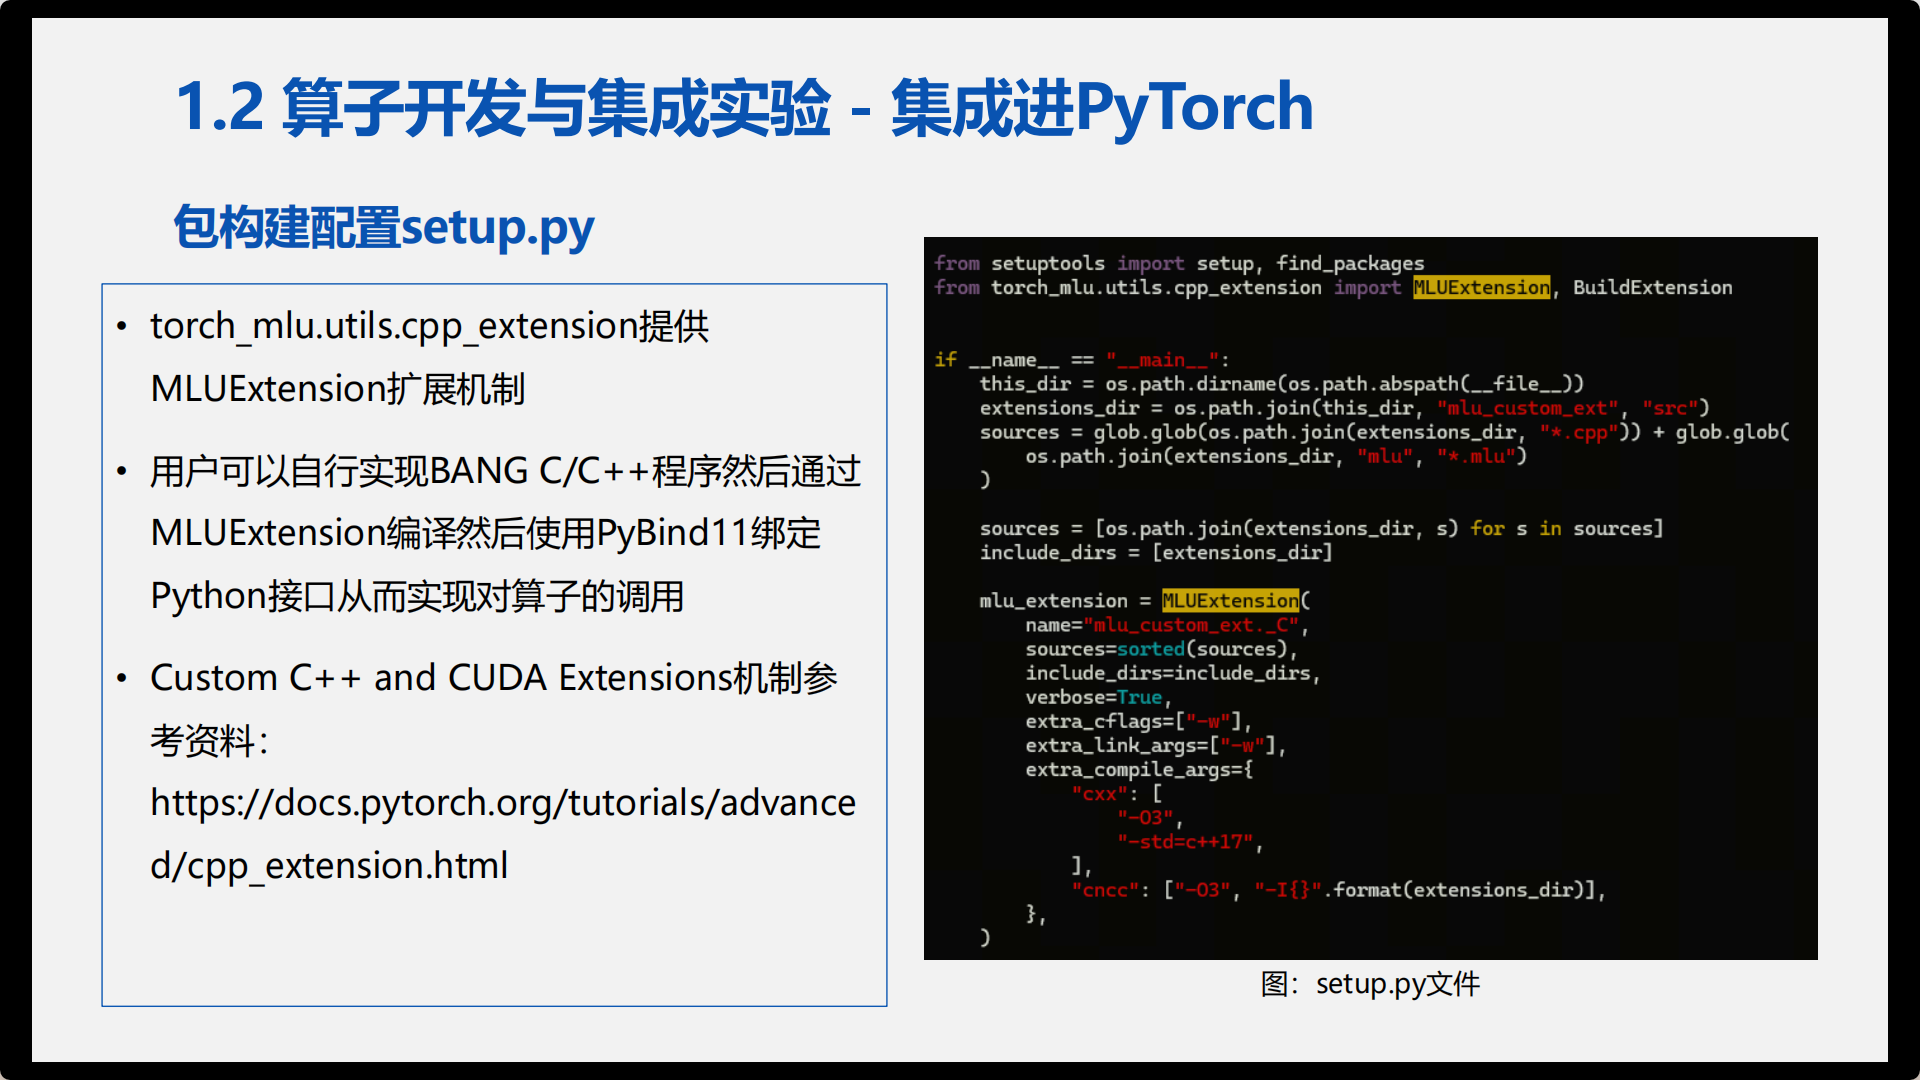 1.2 算子开发与集成实验 - 集成进PyTorch
包构建配置setup.py
• torch_mlu.utils.cpp_extension提供
MLUExtension扩展机制
• 用户可以自行实现BANG C/C++程序然后通过
MLUExtension编译然后使用PyBind11绑定
Python接口从而实现对算子的调用
• Custom C++ and CUDA Extensions机制参
考资料：
https://docs.pytorch.org/tutorials/advance
d/cpp_extension.html
from setuptools import setup, find_packages
from torch_mlu.utils.cpp_extension import MLUExtension, BuildExtension
if __name__ == "__main__":
    this_dir = os.path.dirname(os.path.abspath(__file__))
    extensions_dir = os.path.join(this_dir, "mlu_custom_ext", "src")
    sources = glob.glob(os.path.join(extensions_dir, "*.cpp")) + glob.glob(
        os.path.join(extensions_dir, "mlu", "*.mlu")
    )
    sources = [os.path.join(extensions_dir, s) for s in sources]
    include_dirs = [extensions_dir]
    mlu_extension = MLUExtension(
        name="mlu_custom_ext._C",
        sources=sorted(sources),
        include_dirs=include_dirs,
        verbose=True,
        extra_cflags=["-w"],
        extra_link_args=["-w"],
        extra_compile_args={
            "cxx": [
                "-O3",
                "-std=c++17",
            ],
            "cncc": ["-O3", "-I{}".format(extensions_dir)],
        },
    )
图：setup.py文件